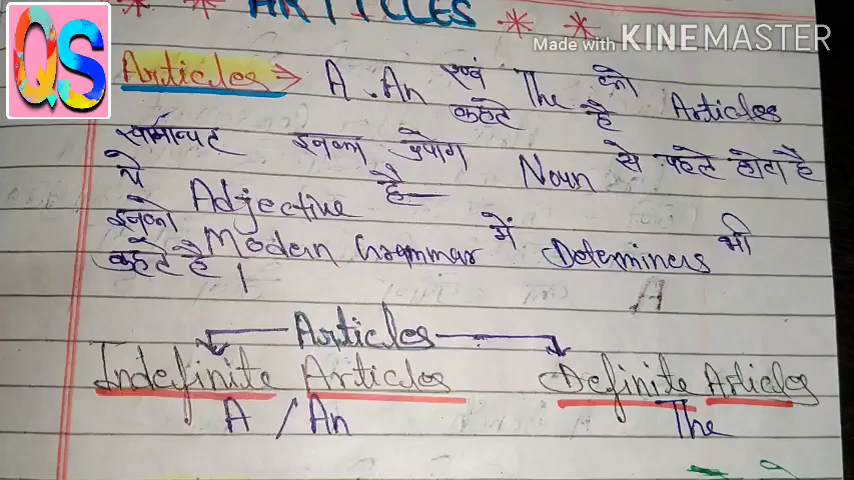 QS
ARTICLES
Made with KINEMASTER
Articles ⇒ A . An एवं The को Articles
कहते है
सामान्यतः इनका उपयोग Noun से पहले होता है
ये Adjective है
इनको Modern Grammar में Determiners भी
कहते है ।
A
Articles
Indefinite Articles Definite Articles
A / An The